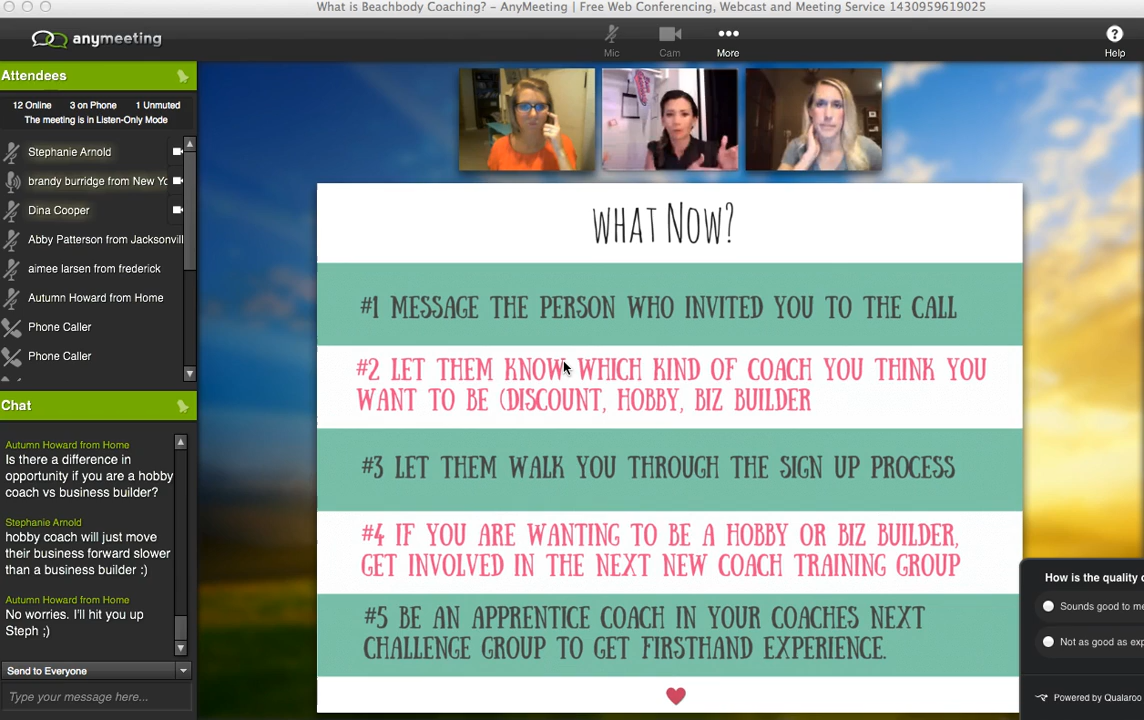 What is Beachbody Coaching? - AnyMeeting | Free Web Conferencing, Webcast and Meeting Service 1430959619025
anymeeting
Mic
Cam
More
Help
Attendees
12 Online 3 on Phone 1 Unmuted
The meeting is in Listen-Only Mode
Stephanie Arnold
brandy burridge from New Yo
Dina Cooper
Abby Patterson from Jacksonvill
aimee larsen from frederick
Autumn Howard from Home
Phone Caller
Phone Caller
Chat
Autumn Howard from Home
Is there a difference in
opportunity if you are a hobby
coach vs business builder?
Stephanie Arnold
hobby coach will just move
their business forward slower
than a business builder :)
Autumn Howard from Home
No worries. I'll hit you up
Steph ;)
Send to Everyone
Type your message here...
WHAT NOW?
#1 MESSAGE THE PERSON WHO INVITED YOU TO THE CALL
#2 LET THEM KNOW WHICH KIND OF COACH YOU THINK YOU
WANT TO BE (DISCOUNT, HOBBY, BIZ BUILDER
#3 LET THEM WALK YOU THROUGH THE SIGN UP PROCESS
#4 IF YOU ARE WANTING TO BE A HOBBY OR BIZ BUILDER,
GET INVOLVED IN THE NEXT NEW COACH TRAINING GROUP
#5 BE AN APPRENTICE COACH IN YOUR COACHES NEXT
CHALLENGE GROUP TO GET FIRSTHAND EXPERIENCE.
How is the quality o
Sounds good to me
Not as good as exp
Powered by Qualaroo